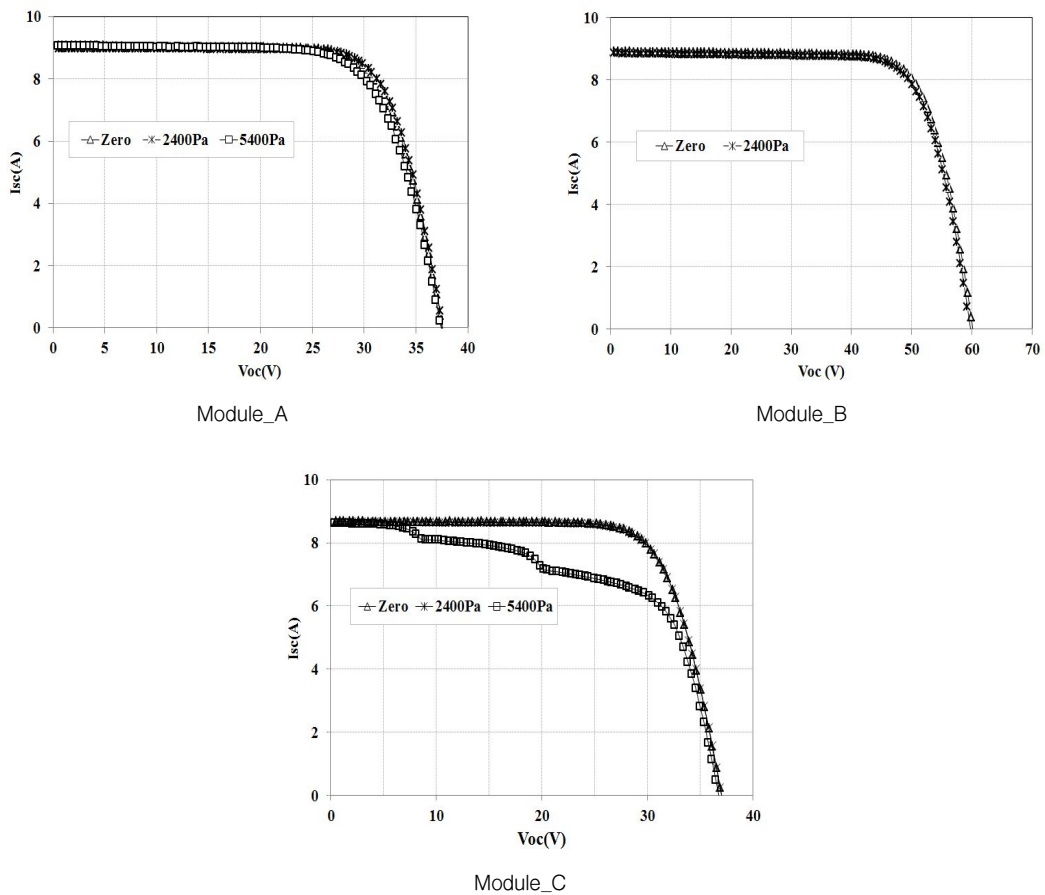 10
8
6
4
2
0
Isc(A)
Zero 2400Pa 5400Pa
0 5 10 15 20 25 30 35 40
Voc(V)
Module_A
10
8
6
4
2
0
Isc(A)
Zero 2400Pa
0 10 20 30 40 50 60 70
Voc (V)
Module_B
10
8
6
4
2
0
Isc(A)
Zero 2400Pa 5400Pa
0 10 20 30 40
Voc(V)
Module_C